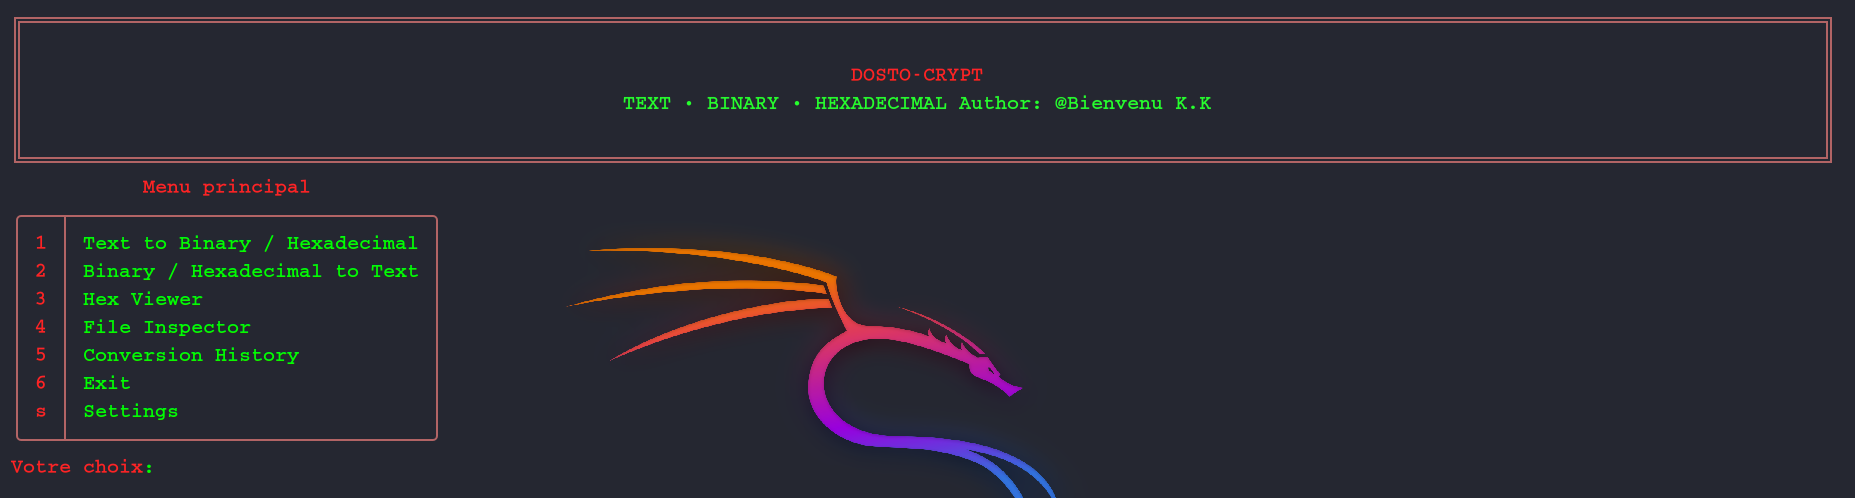 DOSTO-CRYPT
TEXT • BINARY • HEXADECIMAL Author: @Bienvenu K.K
Menu principal
1 Text to Binary / Hexadecimal
2 Binary / Hexadecimal to Text
3 Hex Viewer
4 File Inspector
5 Conversion History
6 Exit
s Settings
Votre choix: